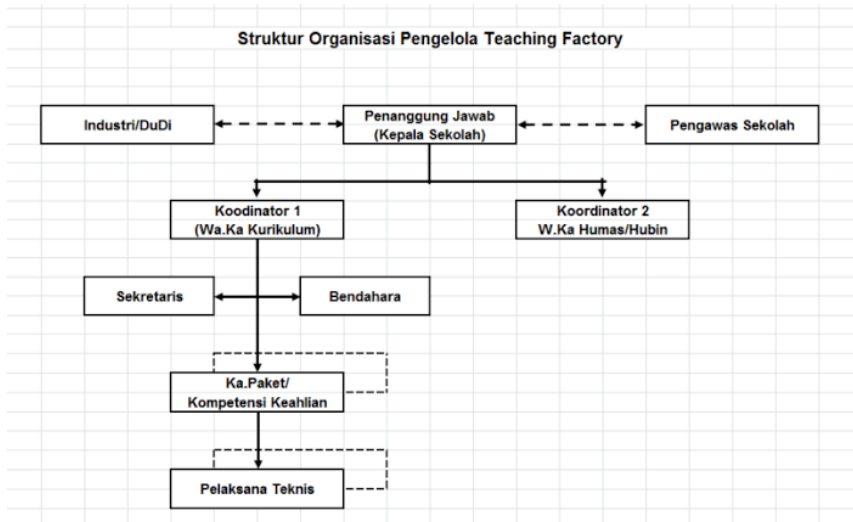 Struktur Organisasi Pengelola Teaching Factory
Industri/DuDi
Penanggung Jawab
(Kepala Sekolah)
Pengawas Sekolah
Koodinator 1
(Wa.Ka Kurikulum)
Koordinator 2
W.Ka Humas/Hubin
Sekretaris
Bendahara
Ka.Paket/
Kompetensi Keahlian
Pelaksana Teknis